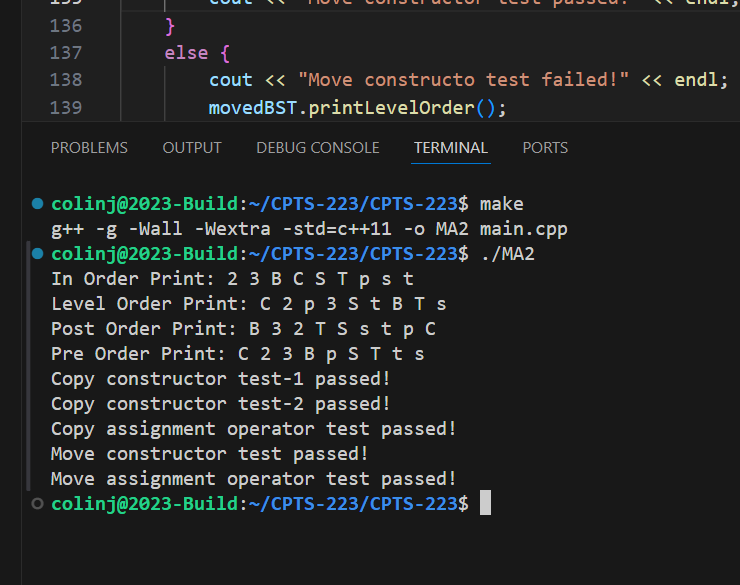 135 cout << "Move constructor test passed!" << endl;
136 }
137 else {
138 cout << "Move constructo test failed!" << endl;
139 movedBST.printLevelOrder();
PROBLEMS OUTPUT DEBUG CONSOLE TERMINAL PORTS
colinj@2023-Build:~/CPTS-223/CPTS-223$ make
g++ -g -Wall -Wextra -std=c++11 -o MA2 main.cpp
colinj@2023-Build:~/CPTS-223/CPTS-223$ ./MA2
In Order Print: 2 3 B C S T p s t
Level Order Print: C 2 p 3 S t B T s
Post Order Print: B 3 2 T S s t p C
Pre Order Print: C 2 3 B p S T t s
Copy constructor test-1 passed!
Copy constructor test-2 passed!
Copy assignment operator test passed!
Move constructor test passed!
Move assignment operator test passed!
colinj@2023-Build:~/CPTS-223/CPTS-223$